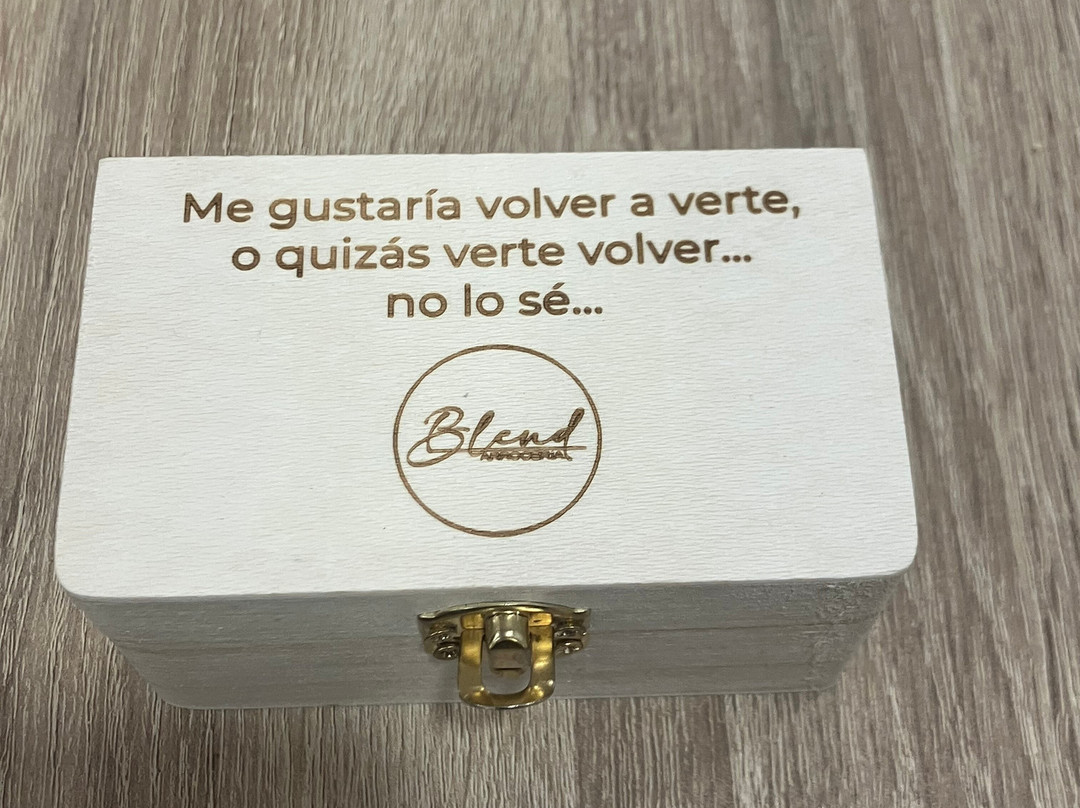 Me gustaría volver a verte,
o quizás verte volver...
no lo sé...
Blend